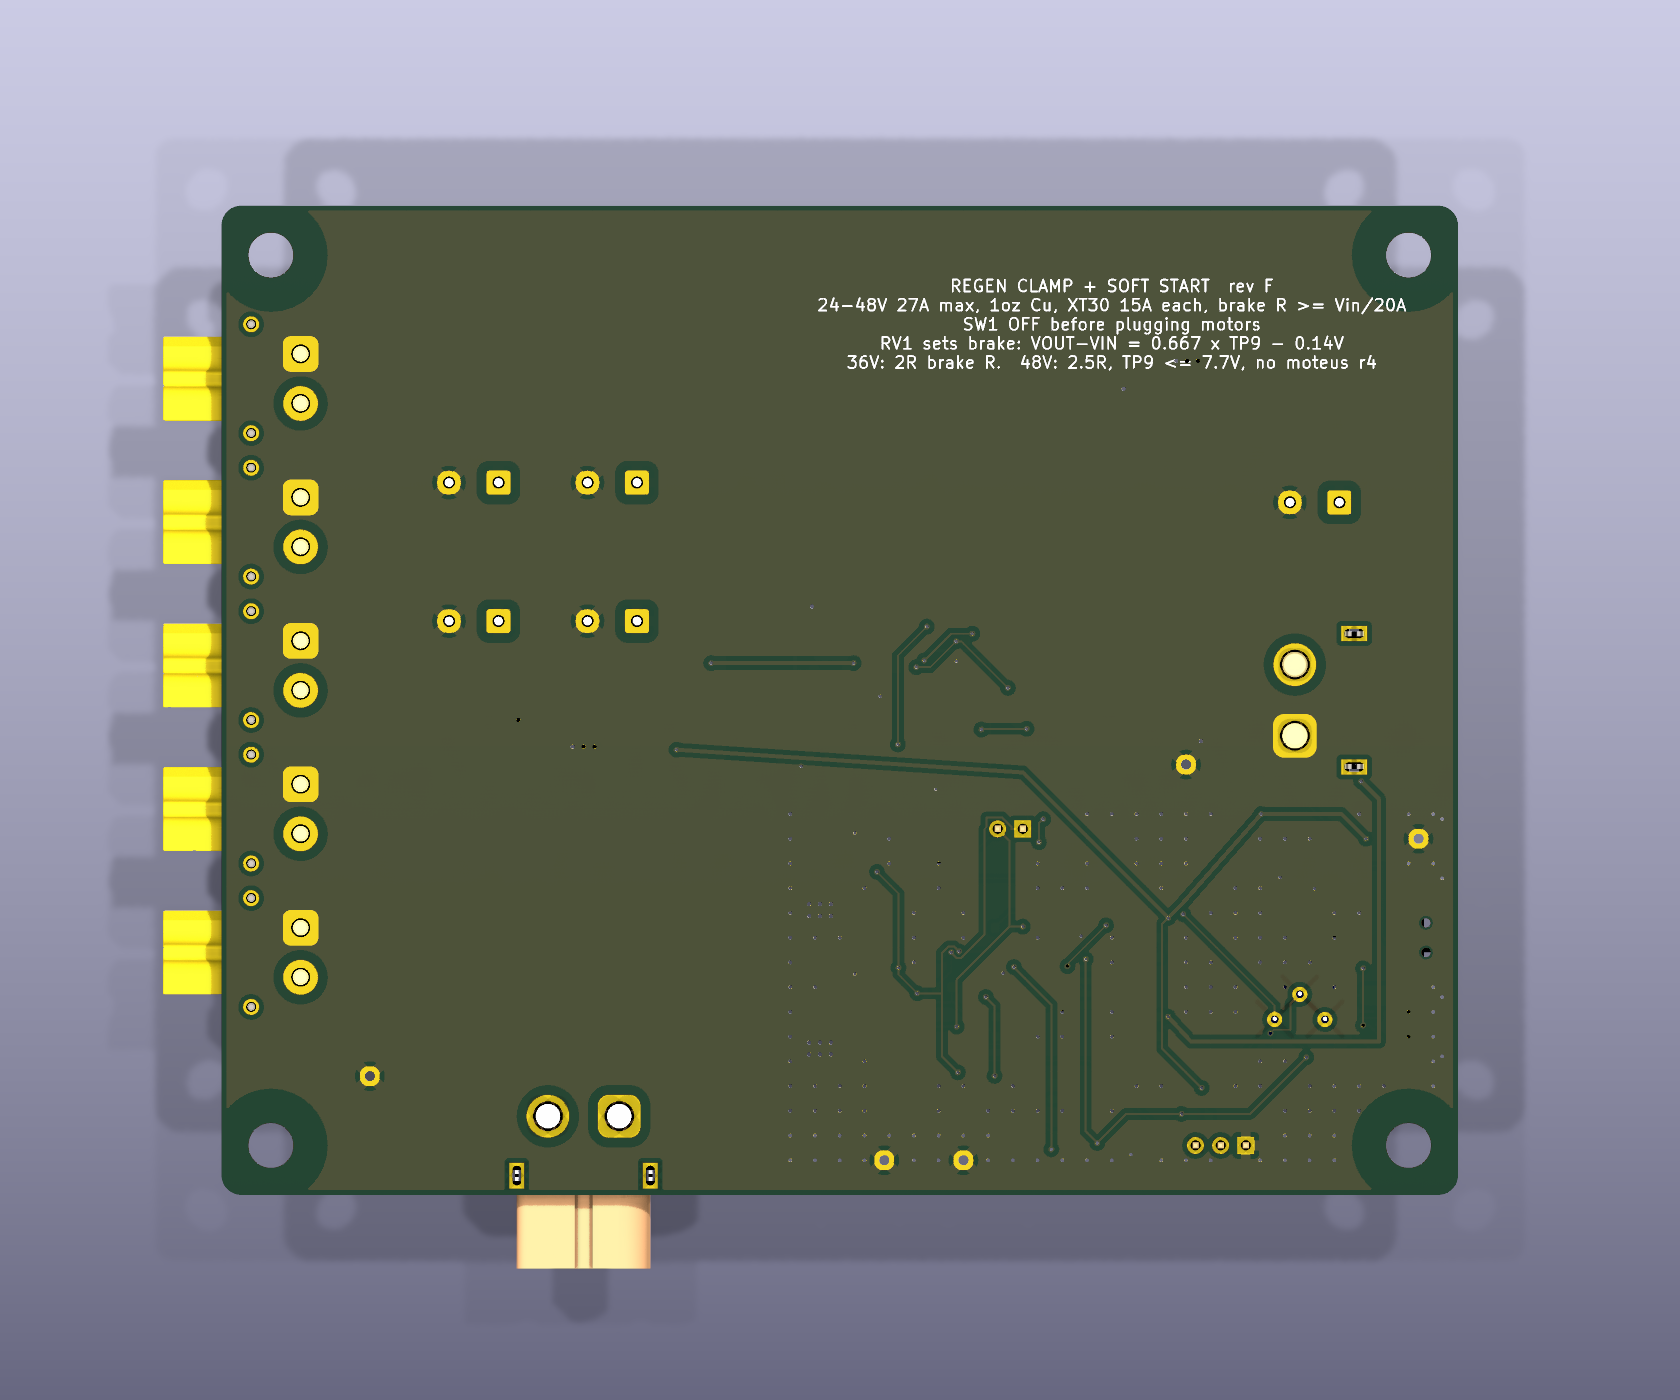 REGEN CLAMP + SOFT START rev F
24-48V 27A max, 1oz Cu, XT30 15A each, brake R >= Vin/20A
SW1 OFF before plugging motors
RV1 sets brake: VOUT-VIN = 0.667 x TP9 - 0.14V
36V: 2R brake R. 48V: 2.5R, TP9 <= 7.7V, no moteus r4